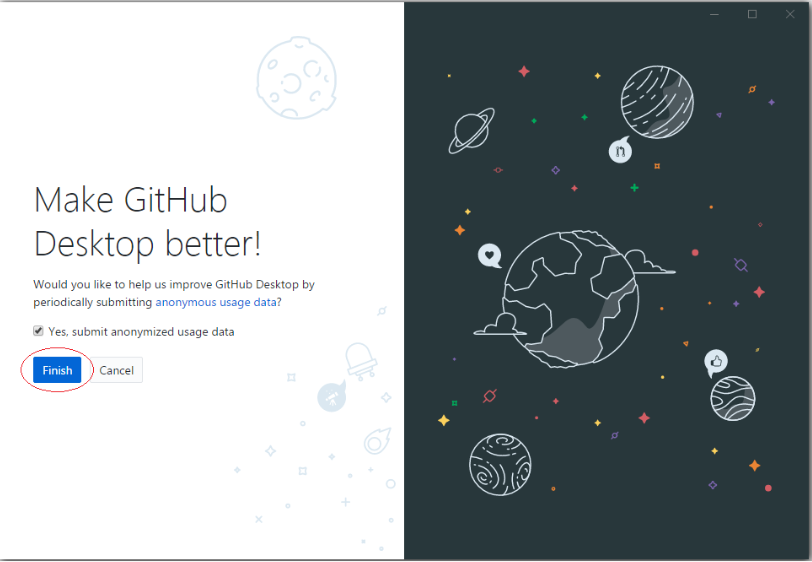 Make GitHub
Desktop better!
Would you like to help us improve GitHub Desktop by
periodically submitting anonymous usage data?
Yes, submit anonymized usage data
Finish
Cancel